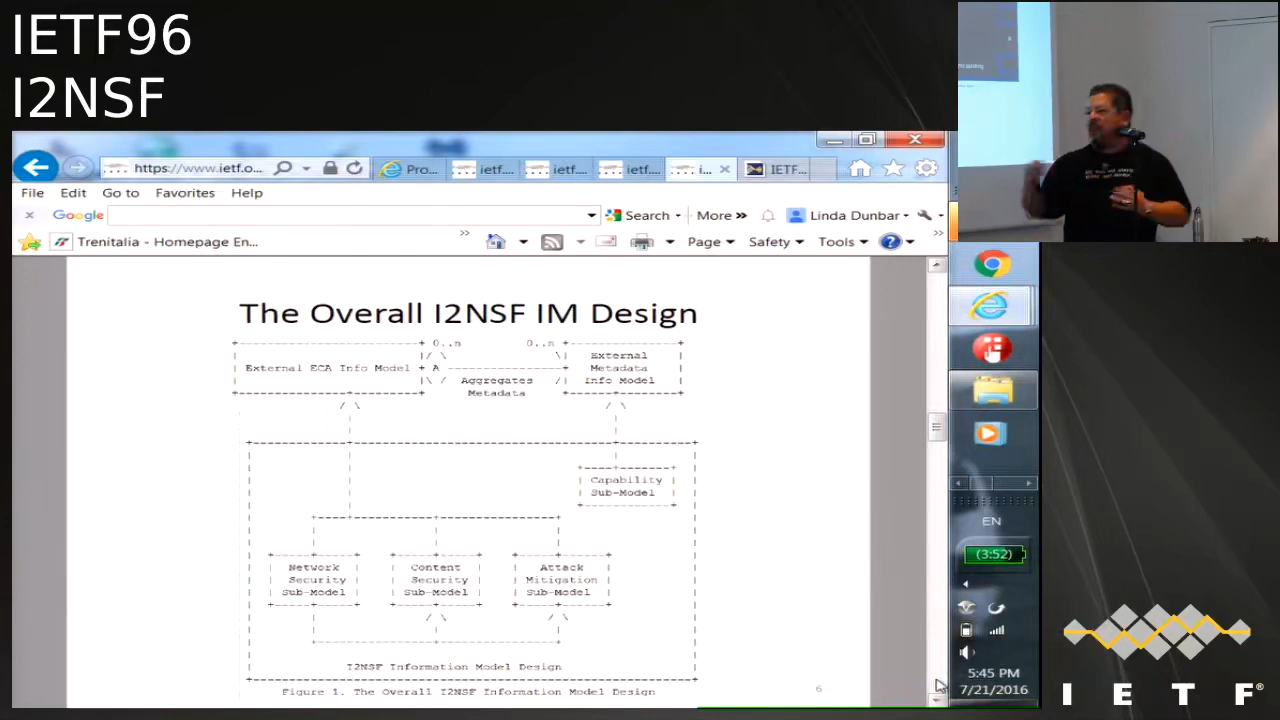 IETF96
I2NSF
https://www.ietf.o...
Pro...
ietf....
ietf....
ietf....
i...
IETF...
File Edit Go to Favorites Help
Google
Search
More »
Linda Dunbar
Trenitalia - Homepage En...
Page
Safety
Tools
The Overall I2NSF IM Design
0..n 0..n
External ECA Info Model
A
Aggregates
Metadata
External
Metadata
Info Model
Capability
Sub-Model
Network
Security
Sub-Model
Content
Security
Sub-Model
Attack
Mitigation
Sub-Model
I2NSF Information Model Design
Figure 1. The Overall I2NSF Information Model Design
6
EN
(3:52)
5:45 PM
7/21/2016
I E T F®